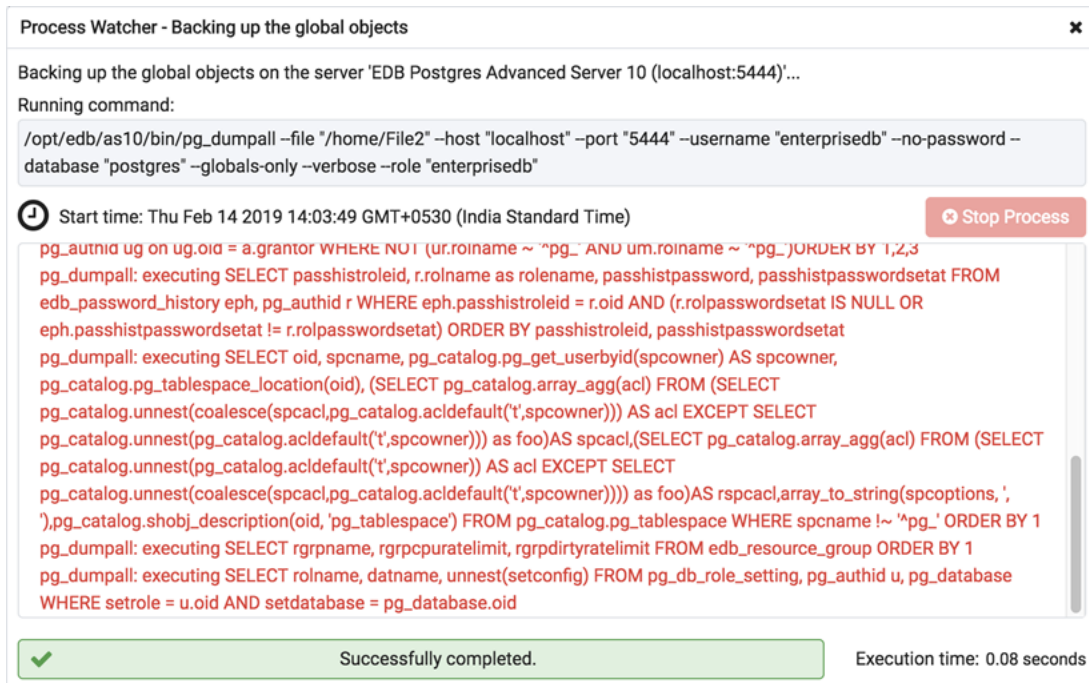 Process Watcher - Backing up the global objects
Backing up the global objects on the server 'EDB Postgres Advanced Server 10 (localhost:5444)'...
Running command:
/opt/edb/as10/bin/pg_dumpall --file "/home/File2" --host "localhost" --port "5444" --username "enterprisedb" --no-password --
database "postgres" --globals-only --verbose --role "enterprisedb"
Start time: Thu Feb 14 2019 14:03:49 GMT+0530 (India Standard Time)
Stop Process
pg_authid ug on ug.oid = a.grantor WHERE NOT (ur.rolname ~ '^pg_' AND um.rolname ~ '^pg_')ORDER BY 1,2,3
pg_dumpall: executing SELECT passhistroleid, r.rolname as rolename, passhistpassword, passhistpasswordsetat FROM
edb_password_history eph, pg_authid r WHERE eph.passhistroleid = r.oid AND (r.rolpasswordsetat IS NULL OR
eph.passhistpasswordsetat != r.rolpasswordsetat) ORDER BY passhistroleid, passhistpasswordsetat
pg_dumpall: executing SELECT oid, spcname, pg_catalog.pg_get_userbyid(spcowner) AS spcowner,
pg_catalog.pg_tablespace_location(oid), (SELECT pg_catalog.array_agg(acl) FROM (SELECT
pg_catalog.unnest(coalesce(spcacl,pg_catalog.acldefault('t',spcowner))) AS acl EXCEPT SELECT
pg_catalog.unnest(pg_catalog.acldefault('t',spcowner))) as foo)AS spcacl,(SELECT pg_catalog.array_agg(acl) FROM (SELECT
pg_catalog.unnest(pg_catalog.acldefault('t',spcowner)) AS acl EXCEPT SELECT
pg_catalog.unnest(coalesce(spcacl,pg_catalog.acldefault('t',spcowner)))) as foo)AS rspcacl,array_to_string(spcoptions, ',
'),pg_catalog.shobj_description(oid, 'pg_tablespace') FROM pg_catalog.pg_tablespace WHERE spcname !~ '^pg_' ORDER BY 1
pg_dumpall: executing SELECT rgrpname, rgrpcpuratelimit, rgrpdirtyratelimit FROM edb_resource_group ORDER BY 1
pg_dumpall: executing SELECT rolname, datname, unnest(setconfig) FROM pg_db_role_setting, pg_authid u, pg_database
WHERE setrole = u.oid AND setdatabase = pg_database.oid
Successfully completed.
Execution time: 0.08 seconds